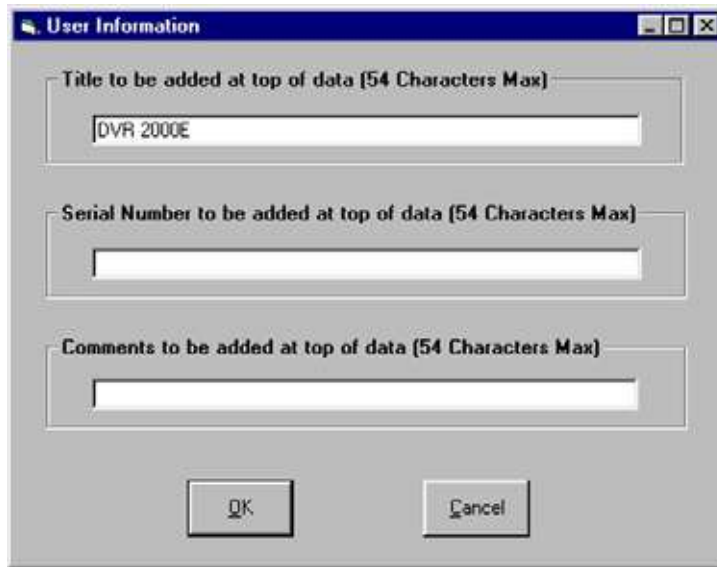 User Information
Title to be added at top of data (54 Characters Max)
DVR 2000E
Serial Number to be added at top of data (54 Characters Max)
Comments to be added at top of data (54 Characters Max)
OK
Cancel